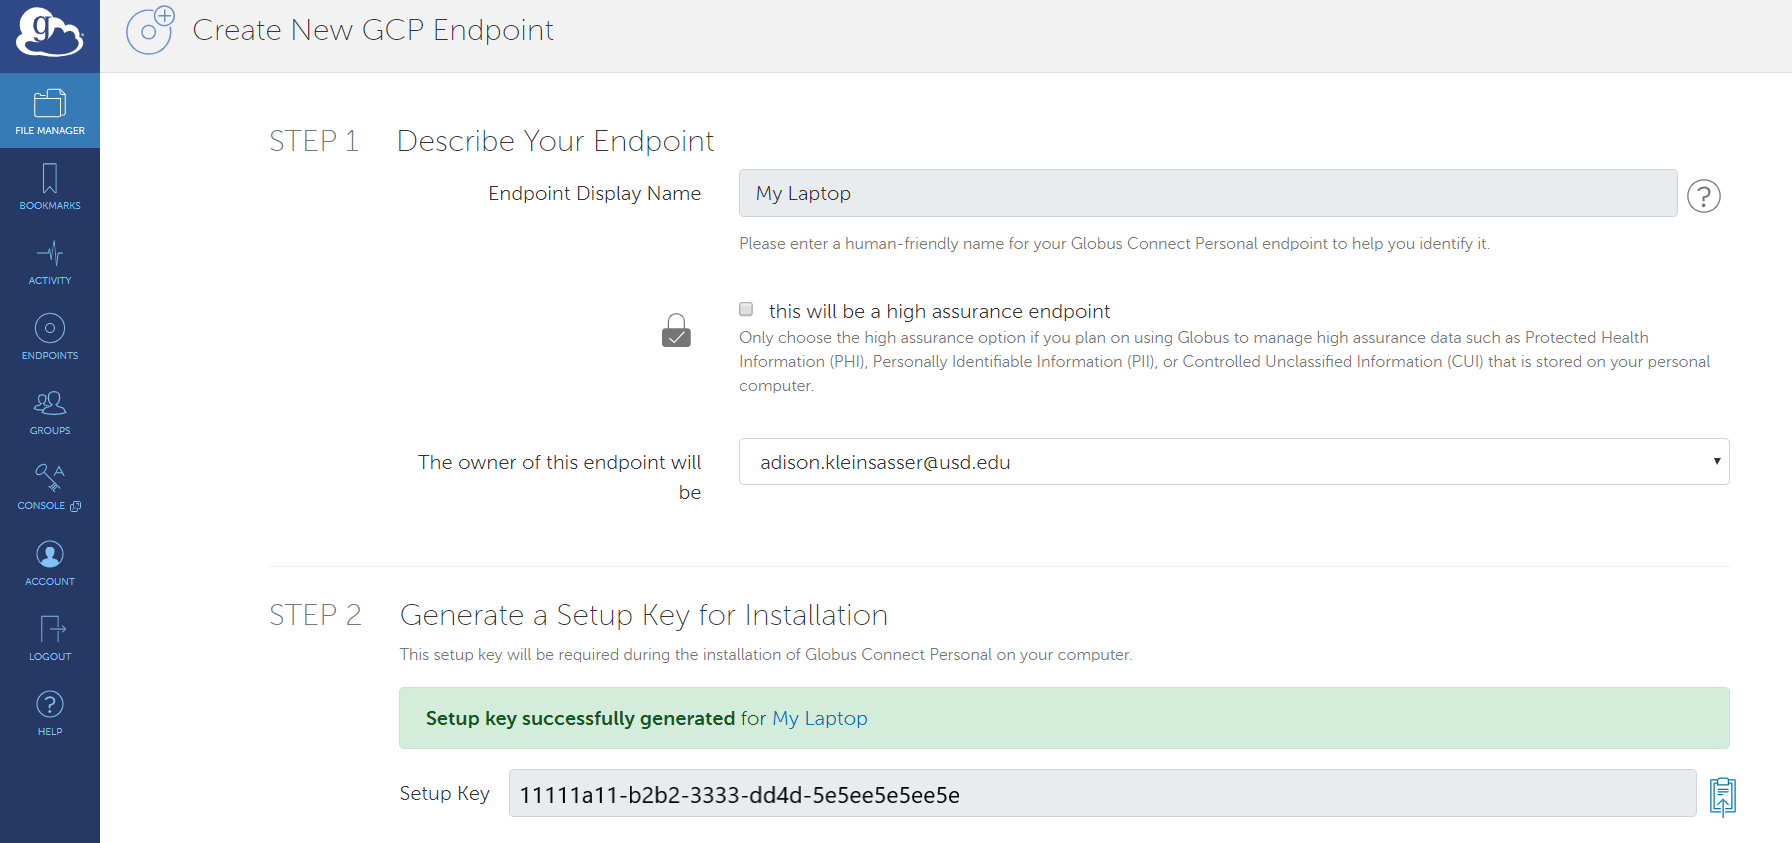 g
Create New GCP Endpoint
FILE MANAGER
BOOKMARKS
ACTIVITY
ENDPOINTS
GROUPS
CONSOLE
ACCOUNT
LOGOUT
HELP
STEP 1 Describe Your Endpoint
Endpoint Display Name My Laptop ?
Please enter a human-friendly name for your Globus Connect Personal endpoint to help you identify it.
this will be a high assurance endpoint
Only choose the high assurance option if you plan on using Globus to manage high assurance data such as Protected Health
Information (PHI), Personally Identifiable Information (PII), or Controlled Unclassified Information (CUI) that is stored on your personal
computer.
The owner of this endpoint will
be
adison.kleinsasser@usd.edu
STEP 2 Generate a Setup Key for Installation
This setup key will be required during the installation of Globus Connect Personal on your computer.
Setup key successfully generated for My Laptop
Setup Key 11111a11-b2b2-3333-dd4d-5e5ee5e5ee5e